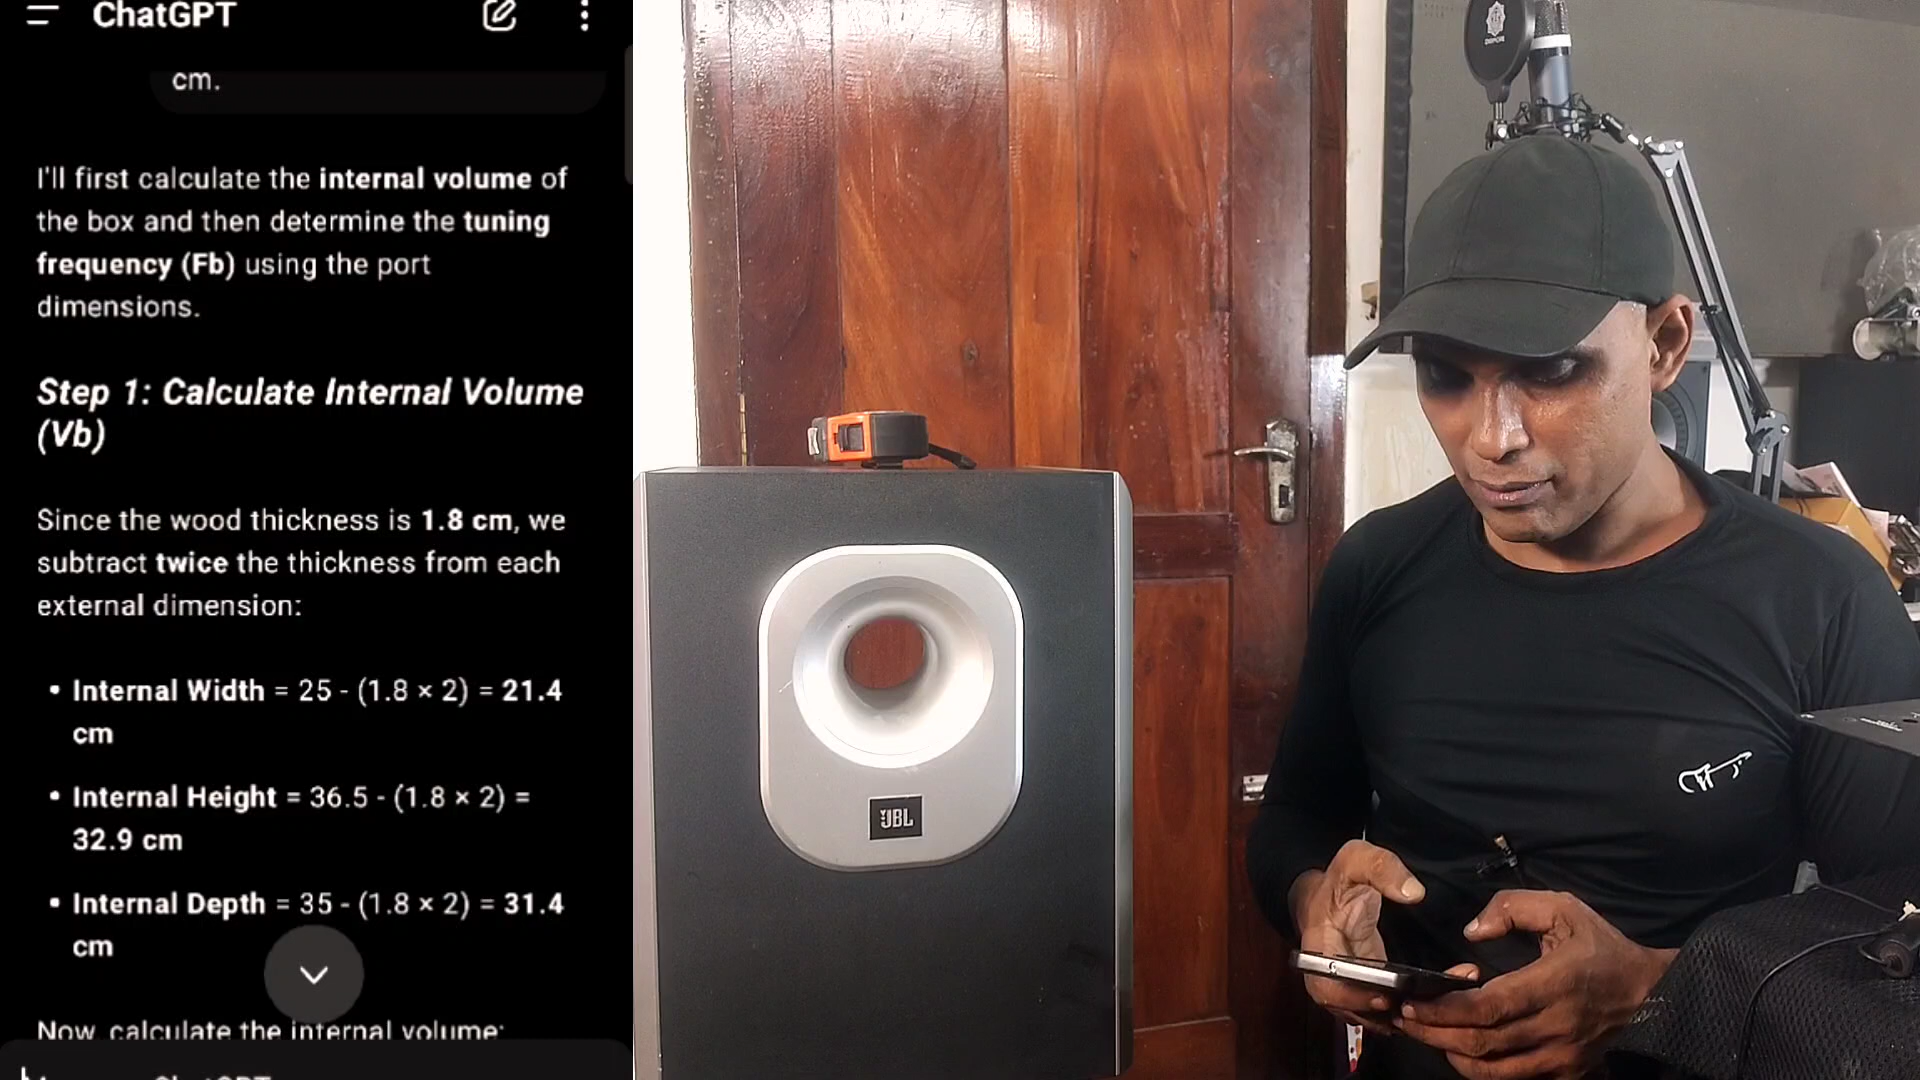 ChatGPT
cm.
I'll first calculate the internal volume of
the box and then determine the tuning
frequency (Fb) using the port
dimensions.
Step 1: Calculate Internal Volume
(Vb)
Since the wood thickness is 1.8 cm, we
subtract twice the thickness from each
external dimension:
• Internal Width = 25 - (1.8 × 2) = 21.4
cm
• Internal Height = 36.5 - (1.8 × 2) =
32.9 cm
• Internal Depth = 35 - (1.8 × 2) = 31.4
cm
Now, calculate the internal volume:
JBL